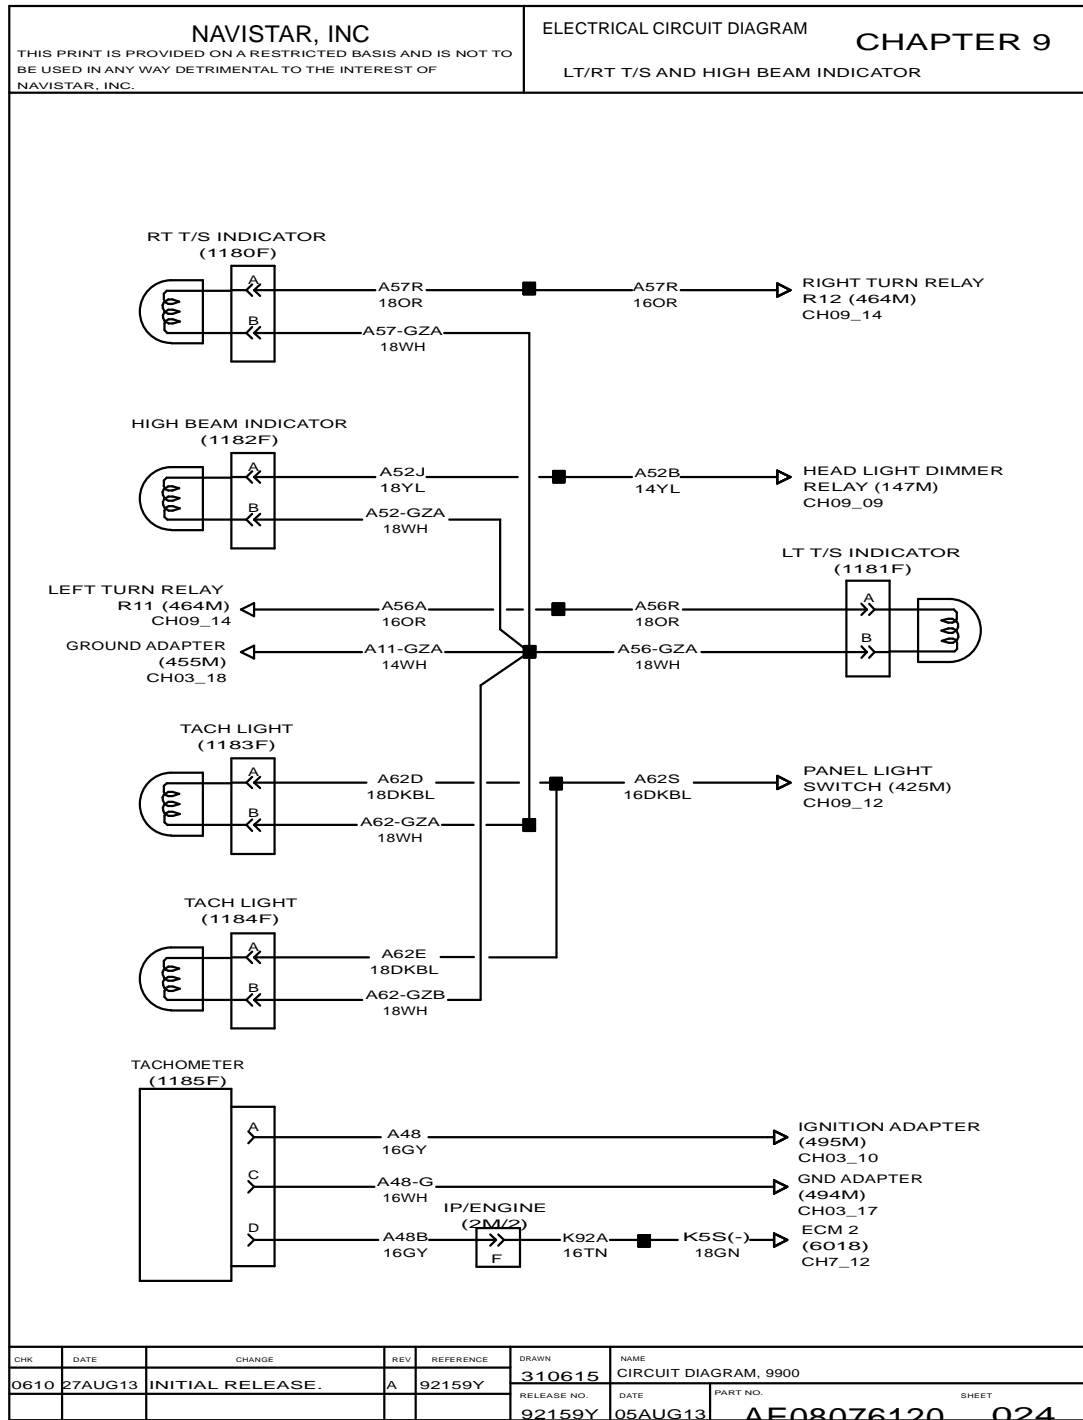 NAVISTAR, INC
THIS PRINT IS PROVIDED ON A RESTRICTED BASIS AND IS NOT TO
BE USED IN ANY WAY DETRIMENTAL TO THE INTEREST OF
NAVISTAR, INC.
ELECTRICAL CIRCUIT DIAGRAM
CHAPTER 9
LT/RT T/S AND HIGH BEAM INDICATOR
RT T/S INDICATOR
(1180F)
A
A57R
18OR
A57R
16OR
RIGHT TURN RELAY
R12 (464M)
CH09_14
B
A57-GZA
18WH
HIGH BEAM INDICATOR
(1182F)
A
A52J
18YL
A52B
14YL
HEAD LIGHT DIMMER
RELAY (147M)
CH09_09
B
A52-GZA
18WH
LT T/S INDICATOR
(1181F)
LEFT TURN RELAY
R11 (464M)
CH09_14
A56A
16OR
A56R
18OR
A
GROUND ADAPTER
(455M)
CH03_18
A11-GZA
14WH
A56-GZA
18WH
B
TACH LIGHT
(1183F)
A
A62D
18DKBL
A62S
16DKBL
PANEL LIGHT
SWITCH (425M)
CH09_12
B
A62-GZA
18WH
TACH LIGHT
(1184F)
A
A62E
18DKBL
B
A62-GZB
18WH
TACHOMETER
(1185F)
A
A48
16GY
IGNITION ADAPTER
(495M)
CH03_10
C
A48-G
16WH
GND ADAPTER
(494M)
CH03_17
IP/ENGINE
(2M/2)
D
A48B
16GY
F
K92A
16TN
K5S(-)
18GN
ECM 2
(6018)
CH7_12
CHK DATE CHANGE REV REFERENCE
0610 27AUG13 INITIAL RELEASE. A 92159Y
DRAWN
310615
NAME
CIRCUIT DIAGRAM, 9900
RELEASE NO.
92159Y
DATE
05AUG13
PART NO.
AE08076120
SHEET
024